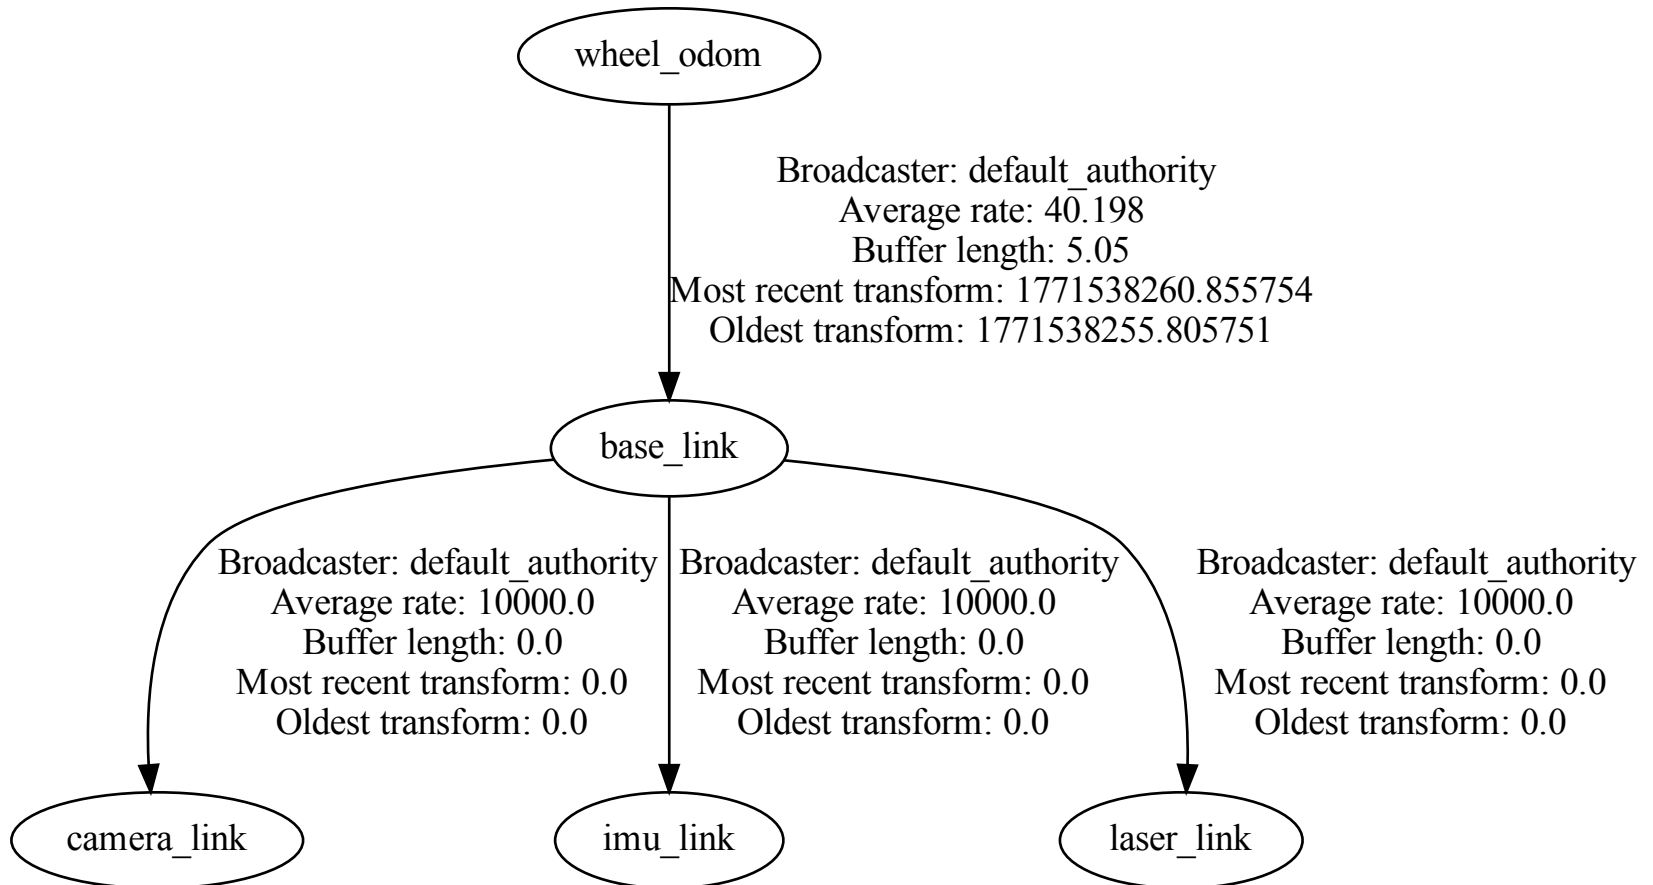 wheel_odom
Broadcaster: default_authority
Average rate: 40.198
Buffer length: 5.05
Most recent transform: 1771538260.855754
Oldest transform: 1771538255.805751
base_link
Broadcaster: default_authority
Average rate: 10000.0
Buffer length: 0.0
Most recent transform: 0.0
Oldest transform: 0.0
Broadcaster: default_authority
Average rate: 10000.0
Buffer length: 0.0
Most recent transform: 0.0
Oldest transform: 0.0
Broadcaster: default_authority
Average rate: 10000.0
Buffer length: 0.0
Most recent transform: 0.0
Oldest transform: 0.0
camera_link
imu_link
laser_link